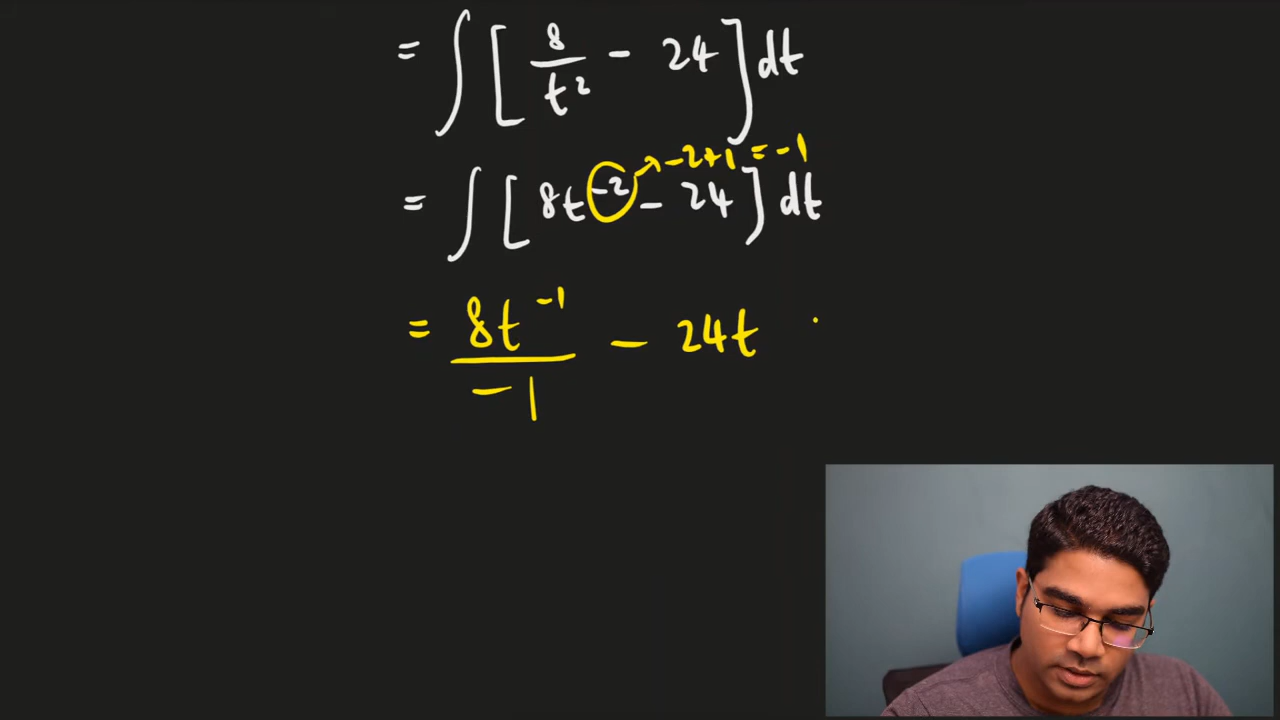 = ∫ [ 8/t² - 24 ] dt
-2+1 = -1
= ∫ [ 8t⁻² - 24 ] dt
= 8t⁻¹/-1 - 24t